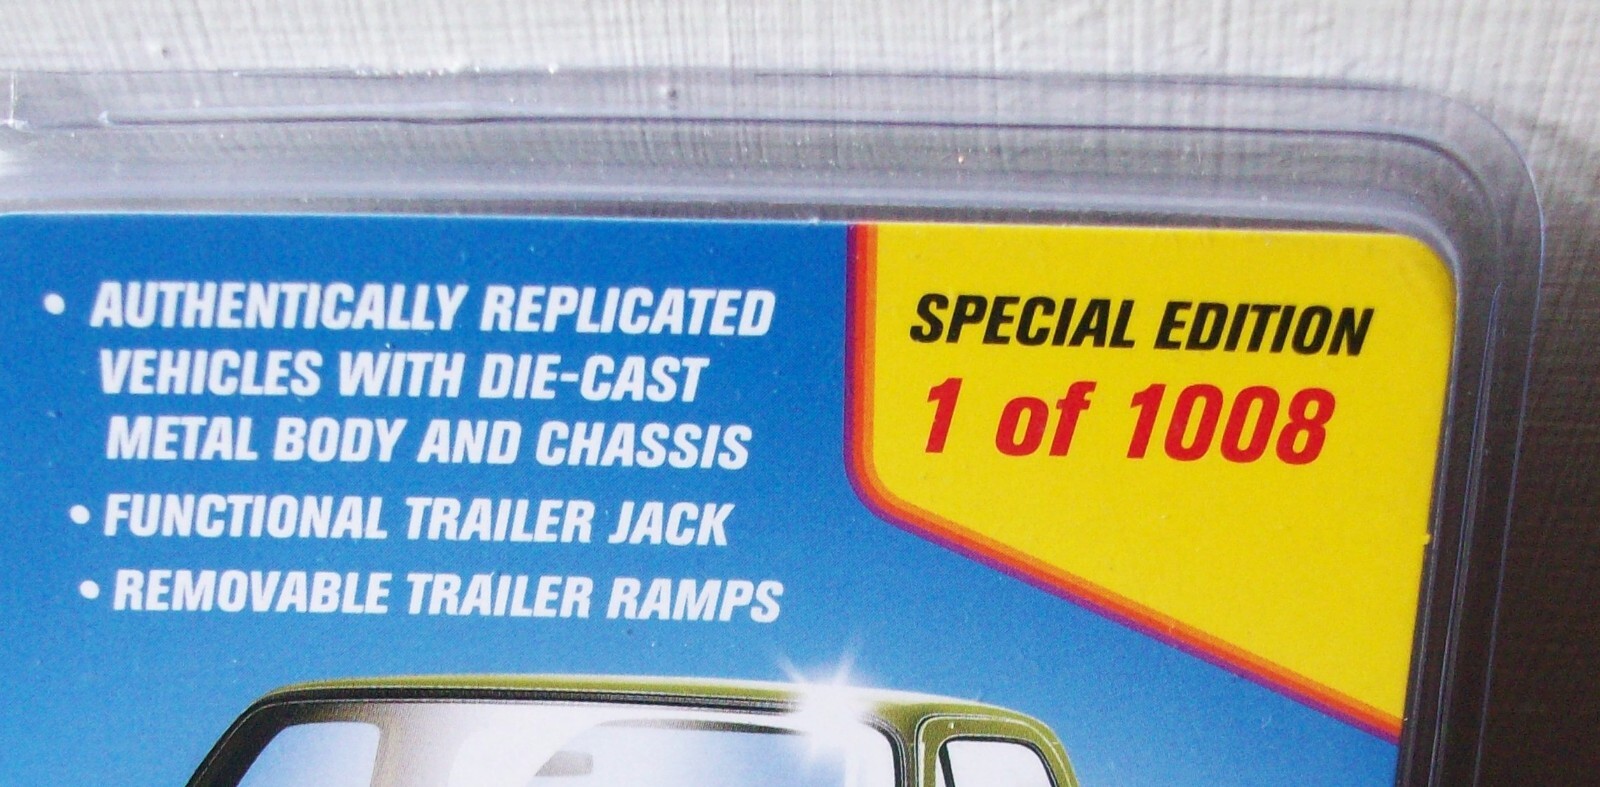 • AUTHENTICALLY REPLICATED
VEHICLES WITH DIE-CAST
METAL BODY AND CHASSIS
• FUNCTIONAL TRAILER JACK
• REMOVABLE TRAILER RAMPS
SPECIAL EDITION
1 of 1008